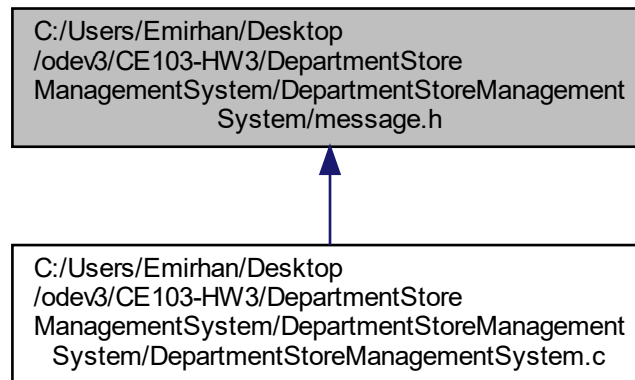 C:/Users/Emirhan/Desktop
/odev3/CE103-HW3/DepartmentStore
ManagementSystem/DepartmentStoreManagement
System/message.h
C:/Users/Emirhan/Desktop
/odev3/CE103-HW3/DepartmentStore
ManagementSystem/DepartmentStoreManagement
System/DepartmentStoreManagementSystem.c